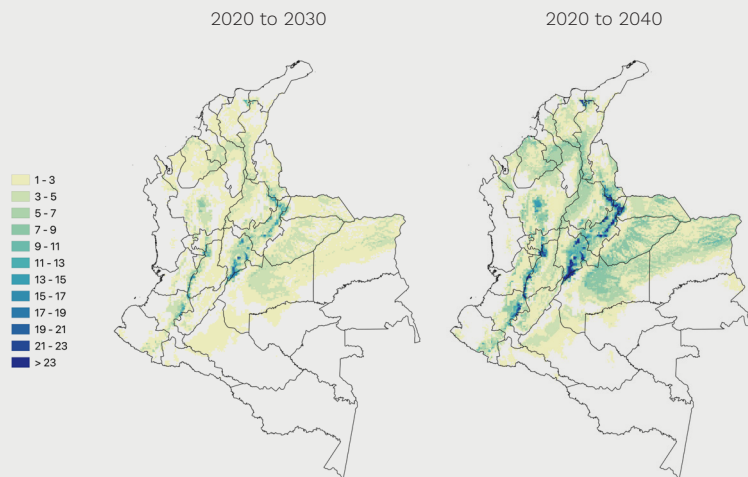 2020 to 2030
2020 to 2040
1 - 3
3 - 5
5 - 7
7 - 9
9 - 11
11 - 13
13 - 15
15 - 17
17 - 19
19 - 21
21 - 23
> 23